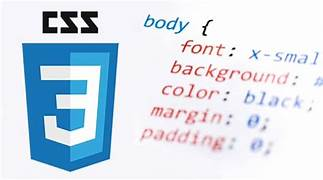 CSS
3
body {
font: x-smal
background: #
color: black;
margin: 0;
padding: 0;